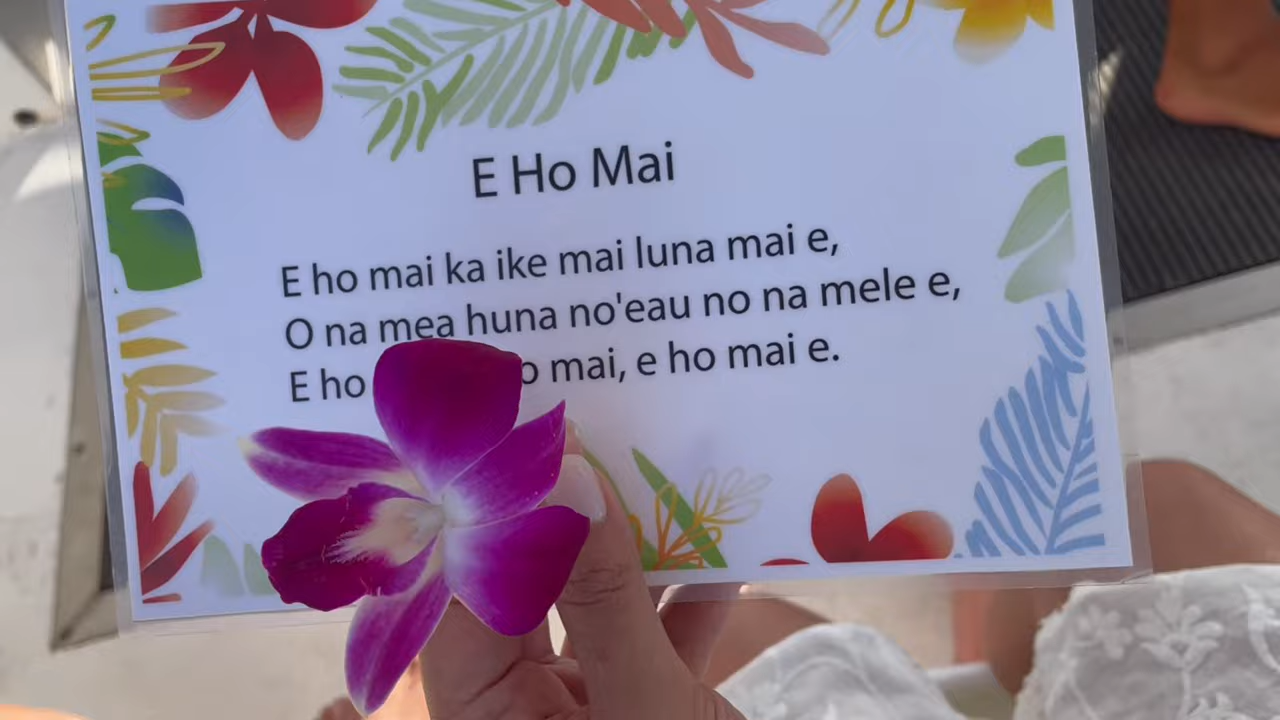 E Ho Mai
E ho mai ka ike mai luna mai e,
O na mea huna no'eau no na mele e,
E ho o mai, e ho mai e.